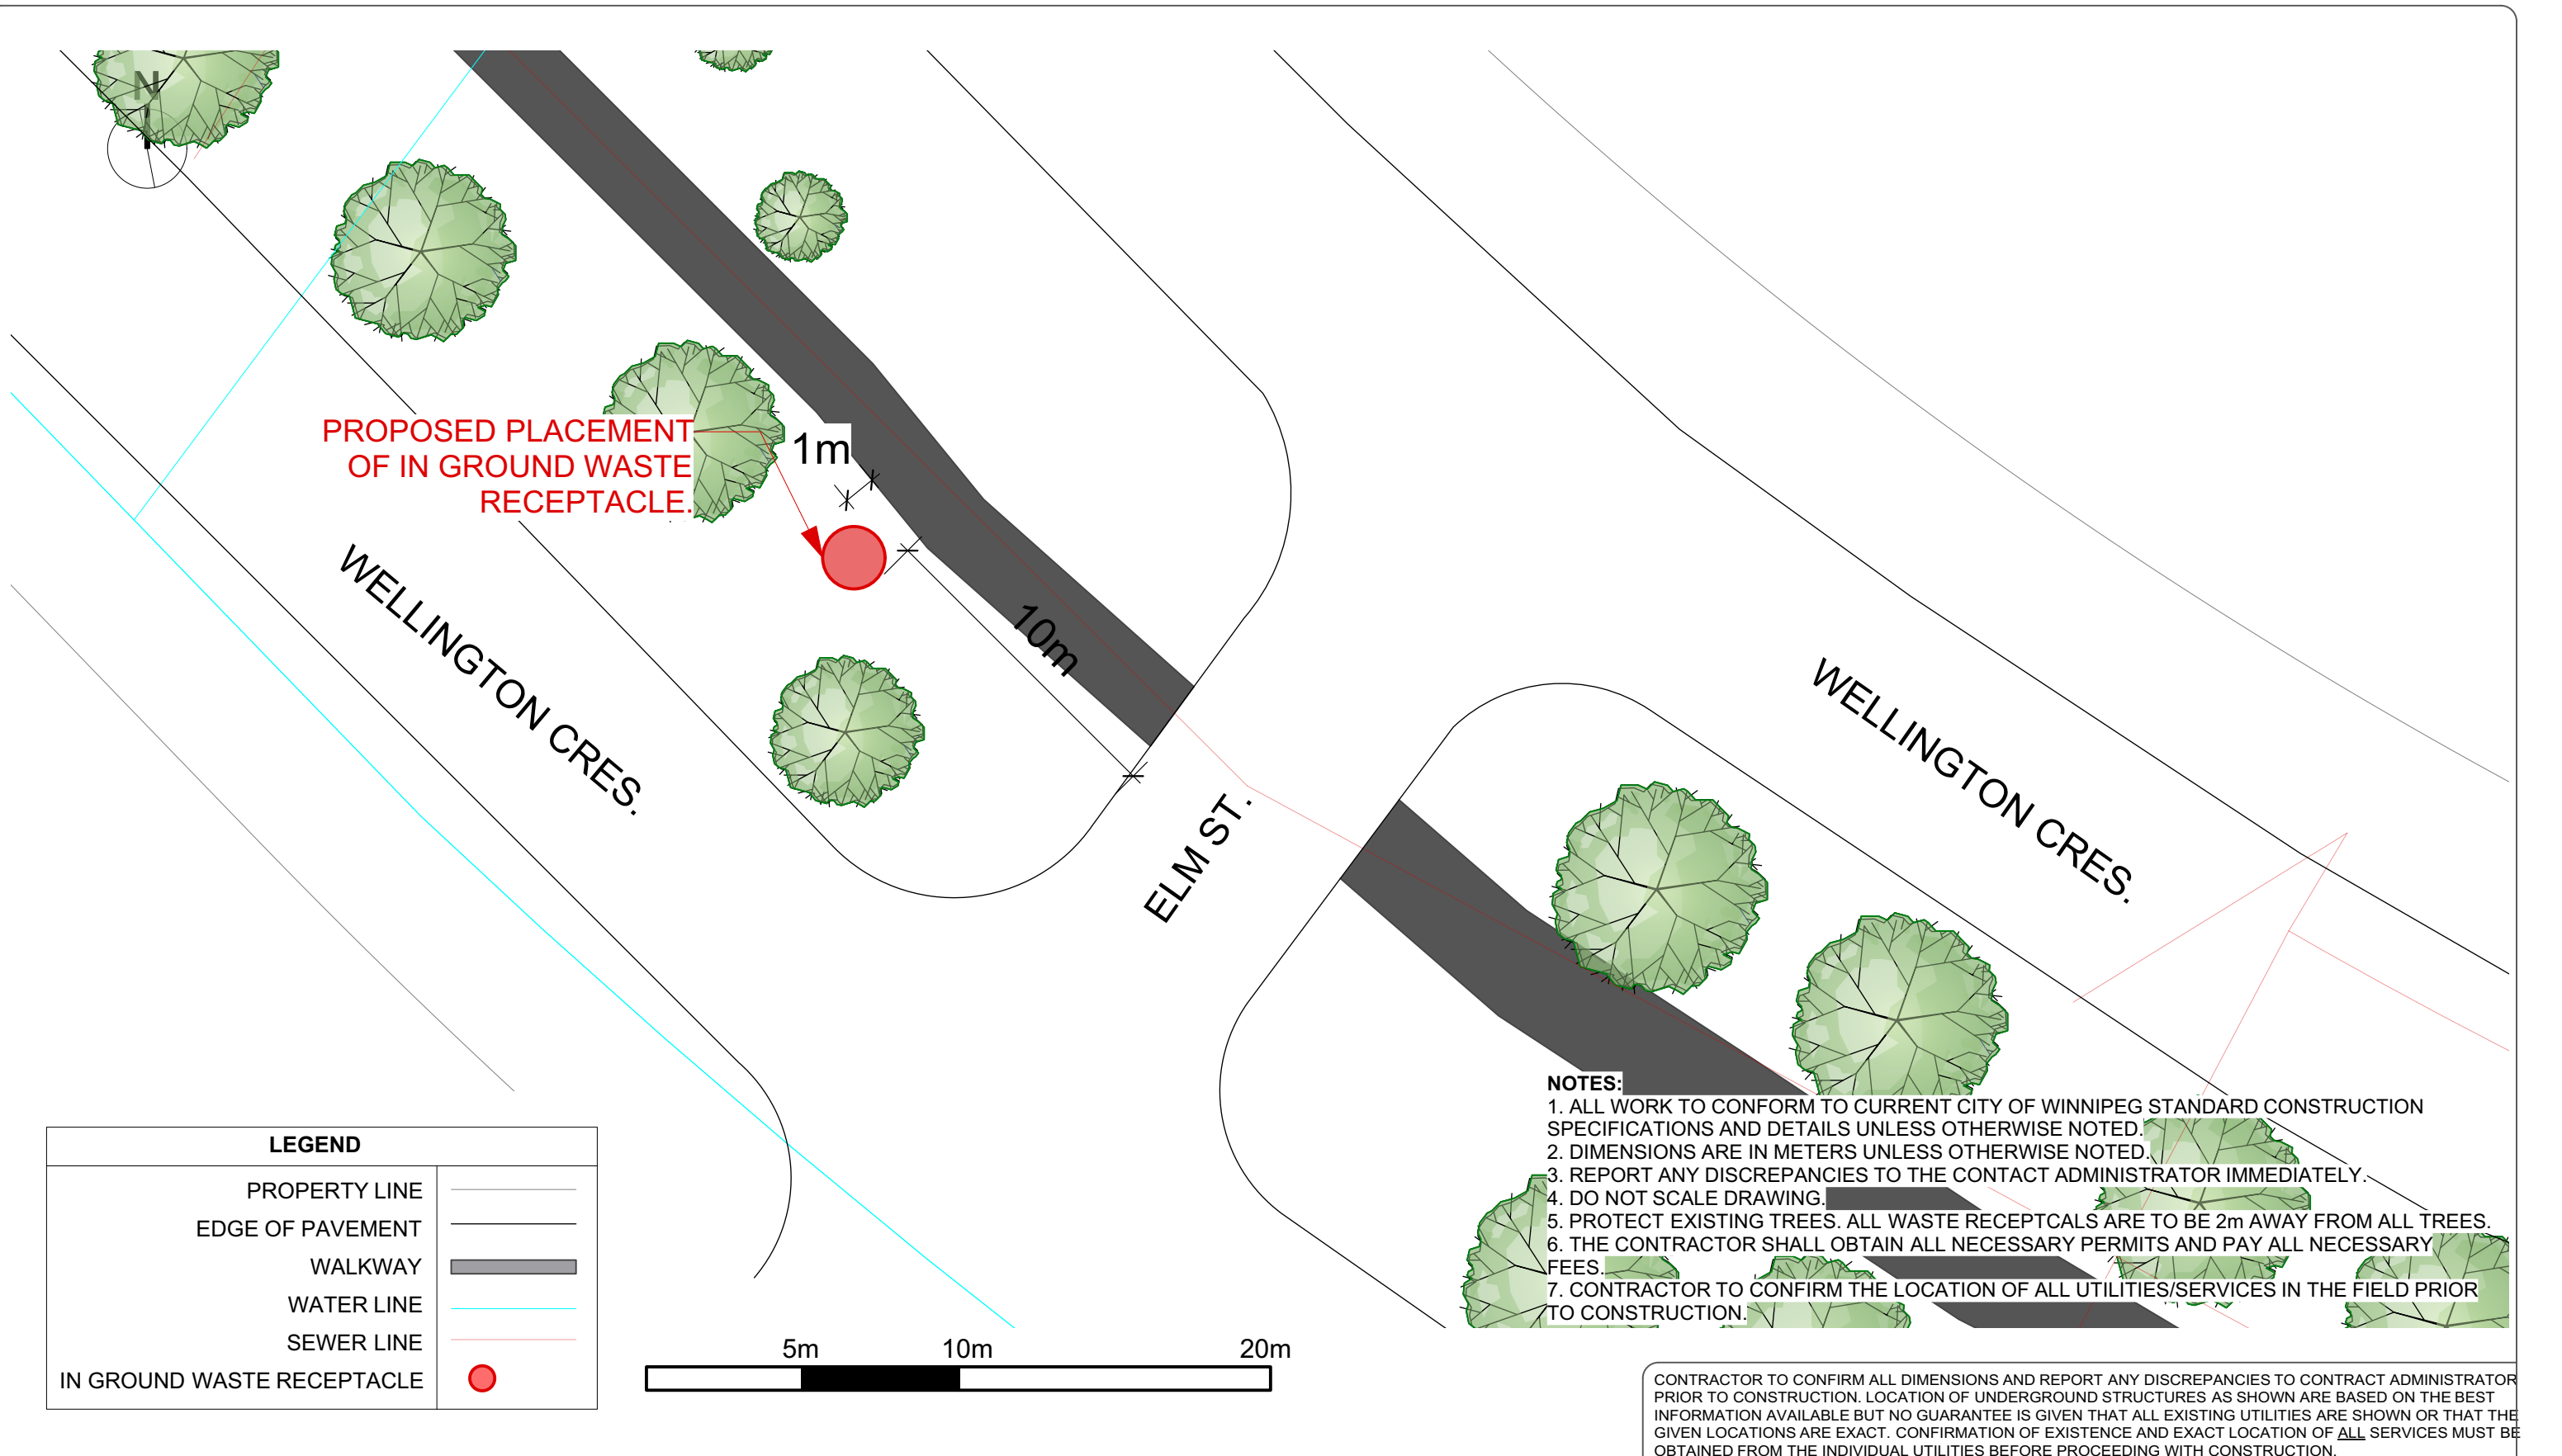 N
PROPOSED PLACEMENT
OF IN GROUND WASTE
RECEPTACLE.
1m
10m
WELLINGTON CRES.
ELM ST.
WELLINGTON CRES.
LEGEND
PROPERTY LINE
EDGE OF PAVEMENT
WALKWAY
WATER LINE
SEWER LINE
IN GROUND WASTE RECEPTACLE
5m 10m 20m
NOTES:
1. ALL WORK TO CONFORM TO CURRENT CITY OF WINNIPEG STANDARD CONSTRUCTION
SPECIFICATIONS AND DETAILS UNLESS OTHERWISE NOTED.
2. DIMENSIONS ARE IN METERS UNLESS OTHERWISE NOTED.
3. REPORT ANY DISCREPANCIES TO THE CONTACT ADMINISTRATOR IMMEDIATELY.
4. DO NOT SCALE DRAWING.
5. PROTECT EXISTING TREES. ALL WASTE RECEPTCALS ARE TO BE 2m AWAY FROM ALL TREES.
6. THE CONTRACTOR SHALL OBTAIN ALL NECESSARY PERMITS AND PAY ALL NECESSARY
FEES.
7. CONTRACTOR TO CONFIRM THE LOCATION OF ALL UTILITIES/SERVICES IN THE FIELD PRIOR
TO CONSTRUCTION.
CONTRACTOR TO CONFIRM ALL DIMENSIONS AND REPORT ANY DISCREPANCIES TO CONTRACT ADMINISTRATOR
PRIOR TO CONSTRUCTION. LOCATION OF UNDERGROUND STRUCTURES AS SHOWN ARE BASED ON THE BEST
INFORMATION AVAILABLE BUT NO GUARANTEE IS GIVEN THAT ALL EXISTING UTILITIES ARE SHOWN OR THAT THE
GIVEN LOCATIONS ARE EXACT. CONFIRMATION OF EXISTENCE AND EXACT LOCATION OF ALL SERVICES MUST BE
OBTAINED FROM THE INDIVIDUAL UTILITIES BEFORE PROCEEDING WITH CONSTRUCTION.